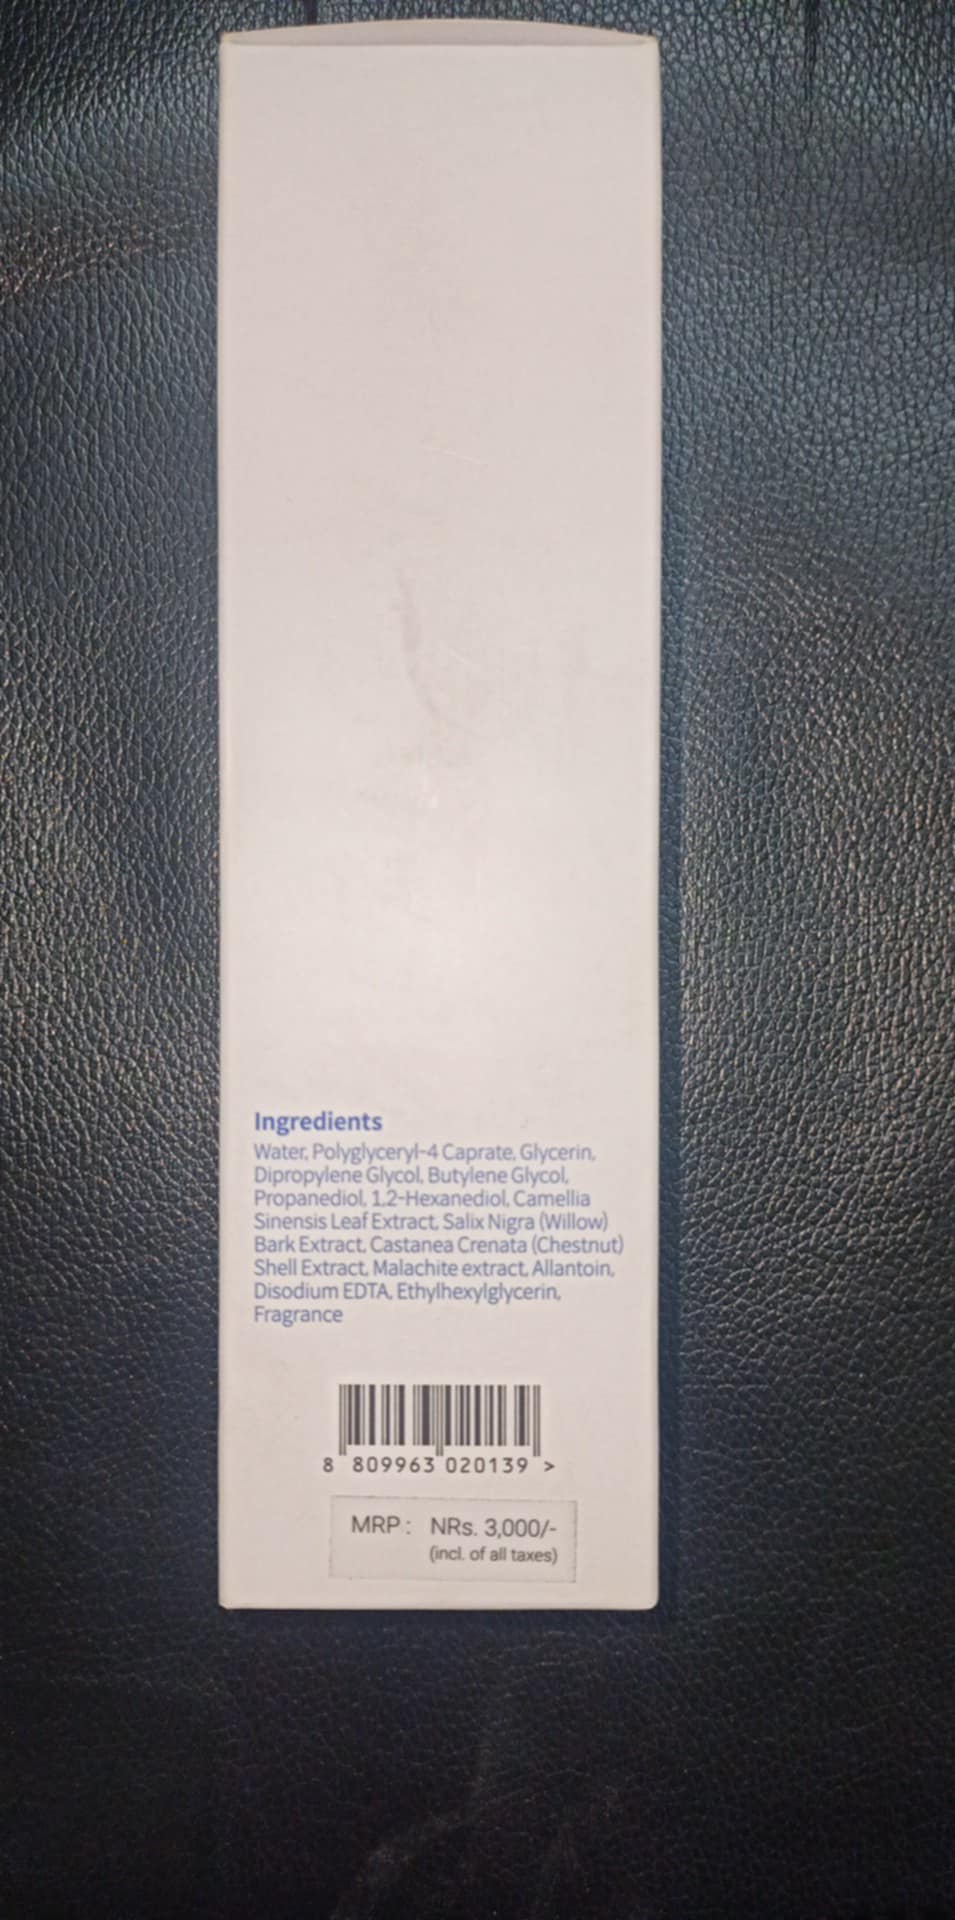 Ingredients
Water, Polyglyceryl-4 Caprate, Glycerin,
Dipropylene Glycol, Butylene Glycol,
Propanediol, 1,2-Hexanediol, Camellia
Sinensis Leaf Extract, Salix Nigra (Willow)
Bark Extract, Castanea Crenata (Chestnut)
Shell Extract, Malachite extract, Allantoin,
Disodium EDTA, Ethylhexylglycerin,
Fragrance
8 809963 020139 >
MRP : NRs. 3,000/-
(incl. of all taxes)